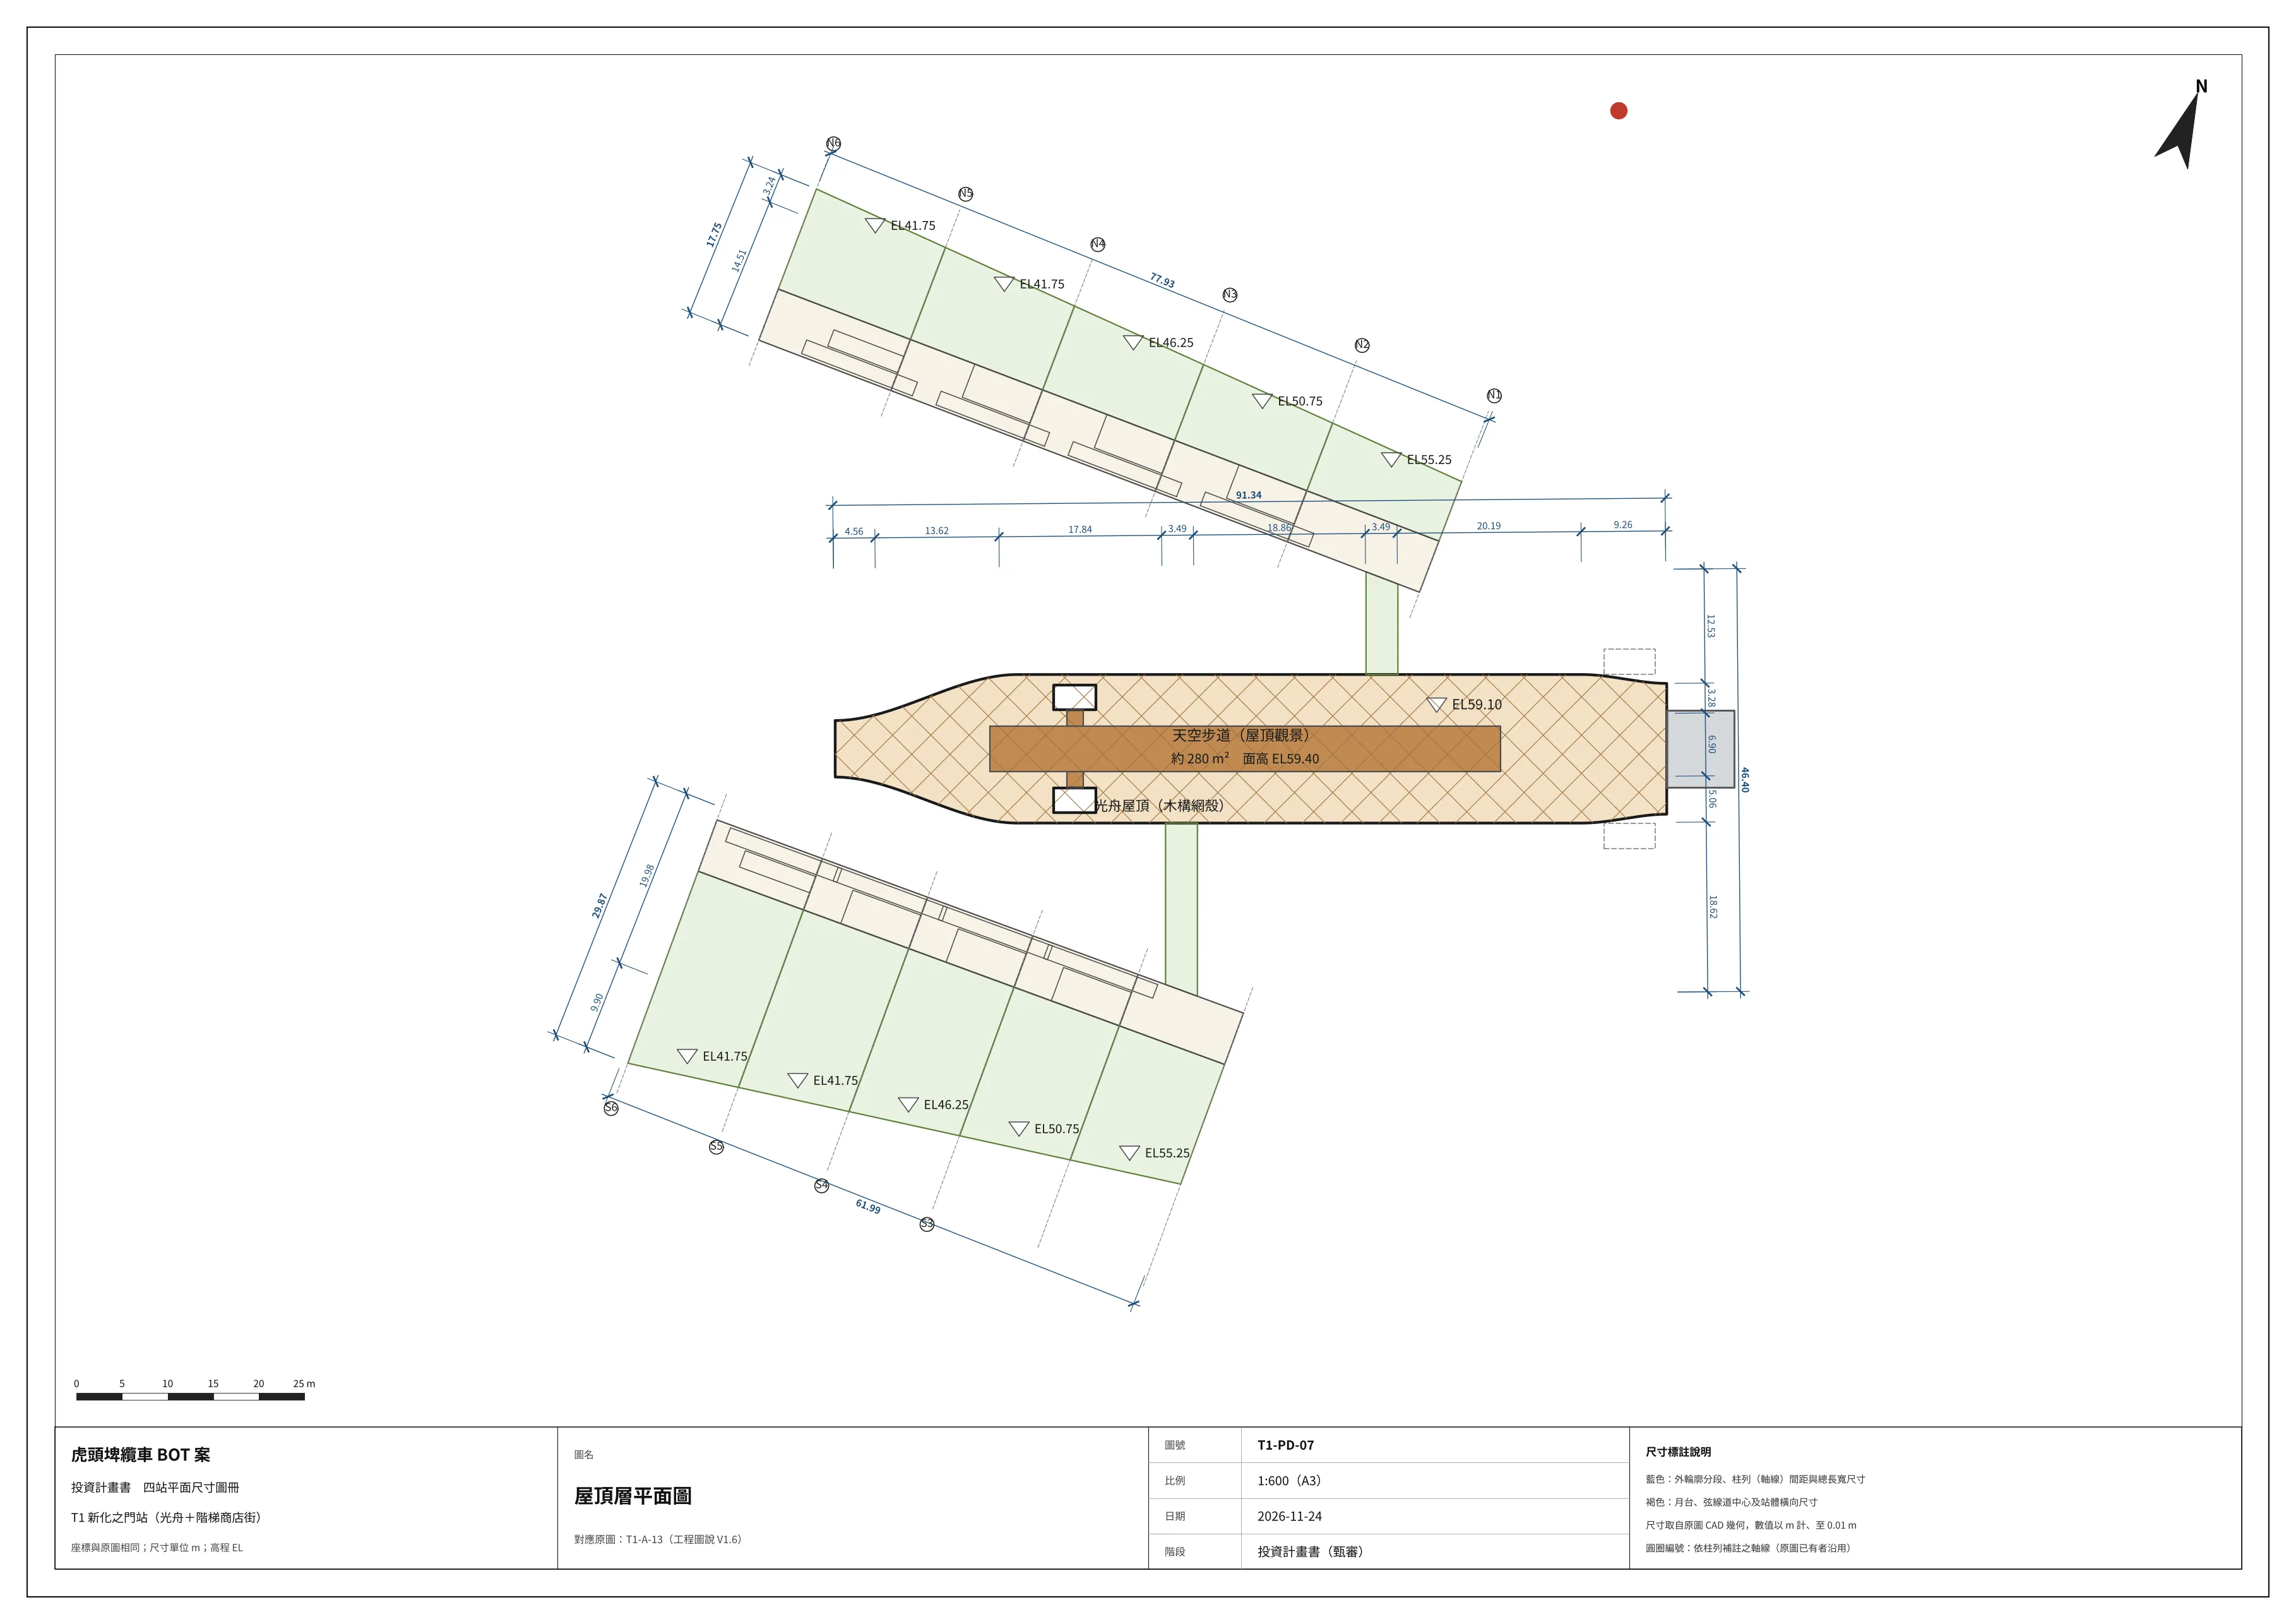 N
N6
N5
N4
N3
N2
N1
3.24
17.75
14.51
77.93
EL41.75
EL41.75
EL46.25
EL50.75
EL55.25
91.34
4.56
13.62
17.84
3.49
18.86
3.49
20.19
9.26
12.53
3.28
6.90
5.06
18.62
46.40
EL59.10
天空步道（屋頂觀景）
約 280 m² 面高 EL59.40
光舟屋頂（木構網殼）
19.98
29.87
9.90
EL41.75
EL41.75
EL46.25
EL50.75
EL55.25
S6
S5
S4
S3
61.99
0 5 10 15 20 25 m
虎頭埤纜車 BOT 案
投資計畫書 四站平面尺寸圖冊
T1 新化之門站（光舟＋階梯商店街）
座標與原圖相同；尺寸單位 m；高程 EL
圖名
屋頂層平面圖
對應原圖：T1-A-13（工程圖說 V1.6）
圖號 T1-PD-07
比例 1:600（A3）
日期 2026-11-24
階段 投資計畫書（甄審）
尺寸標註說明
藍色：外輪廓分段、柱列（軸線）間距與總長寬尺寸
褐色：月台、弦線道中心及站體橫向尺寸
尺寸取自原圖 CAD 幾何，數值以 m 計、至 0.01 m
圓圈編號：依柱列補註之軸線（原圖已有者沿用）